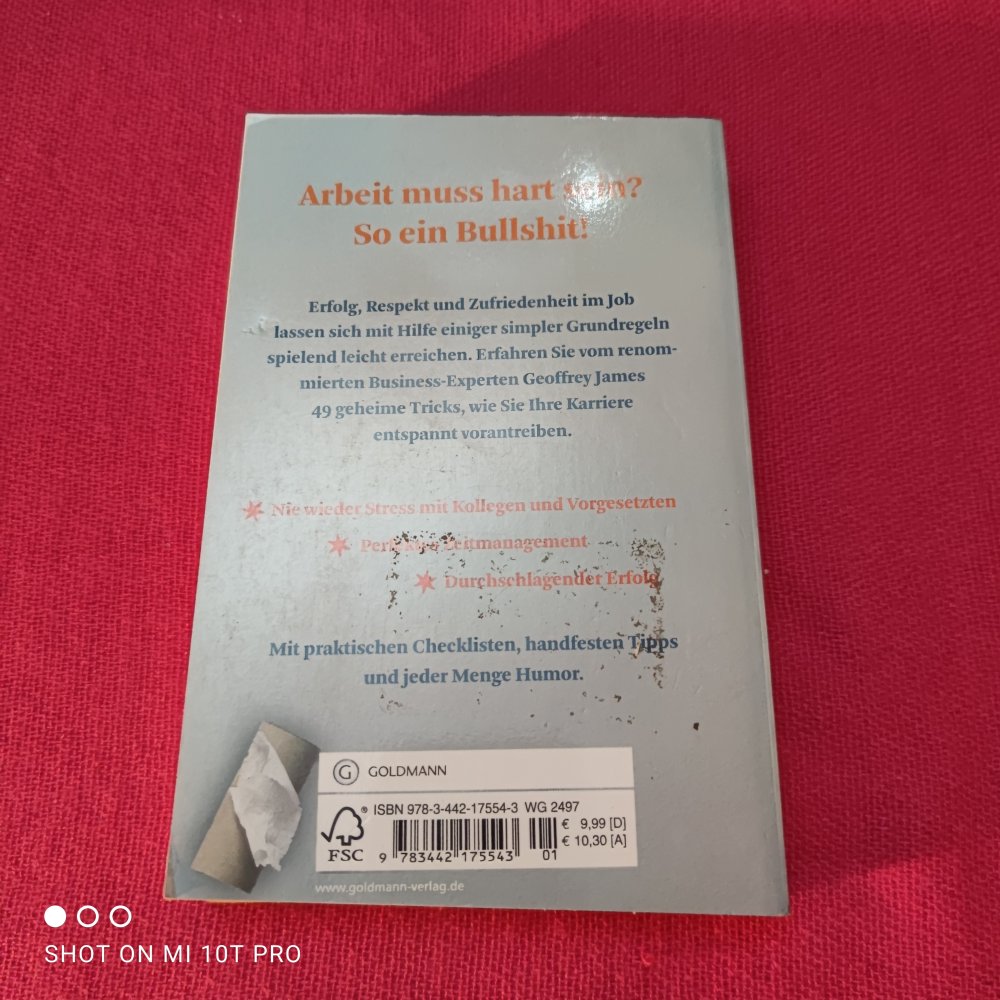 Arbeit muss hart sein?
So ein Bullshit!
Erfolg, Respekt und Zufriedenheit im Job
lassen sich mit Hilfe einiger simpler Grundregeln
spielend leicht erreichen. Erfahren Sie vom renom-
mierten Business-Experten Geoffrey James
49 geheime Tricks, wie Sie Ihre Karriere
entspannt vorantreiben.
Nie wieder Stress mit Kollegen und Vorgesetzten
Perfektes Zeitmanagement
Durchschlagender Erfolg
Mit praktischen Checklisten, handfesten Tipps
und jeder Menge Humor.
G GOLDMANN
ISBN 978-3-442-17554-3 WG 2497
€ 9,99 [D]
€ 10,30 [A]
FSC®
9 783442 175543 01
www.goldmann-verlag.de
SHOT ON MI 10T PRO